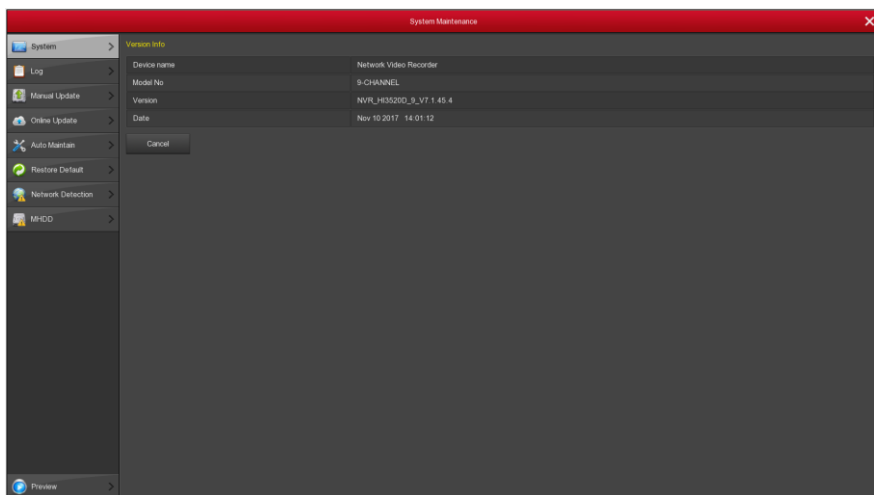 System Maintenance
System
Log
Manual Update
Online Update
Auto Maintain
Restore Default
Network Detection
MHDD
Preview
Version Info
Device name Network Video Recorder
Model No 9-CHANNEL
Version NVR_HI3520D_9_V7.1.45.4
Date Nov 10 2017 14:01:12
Cancel